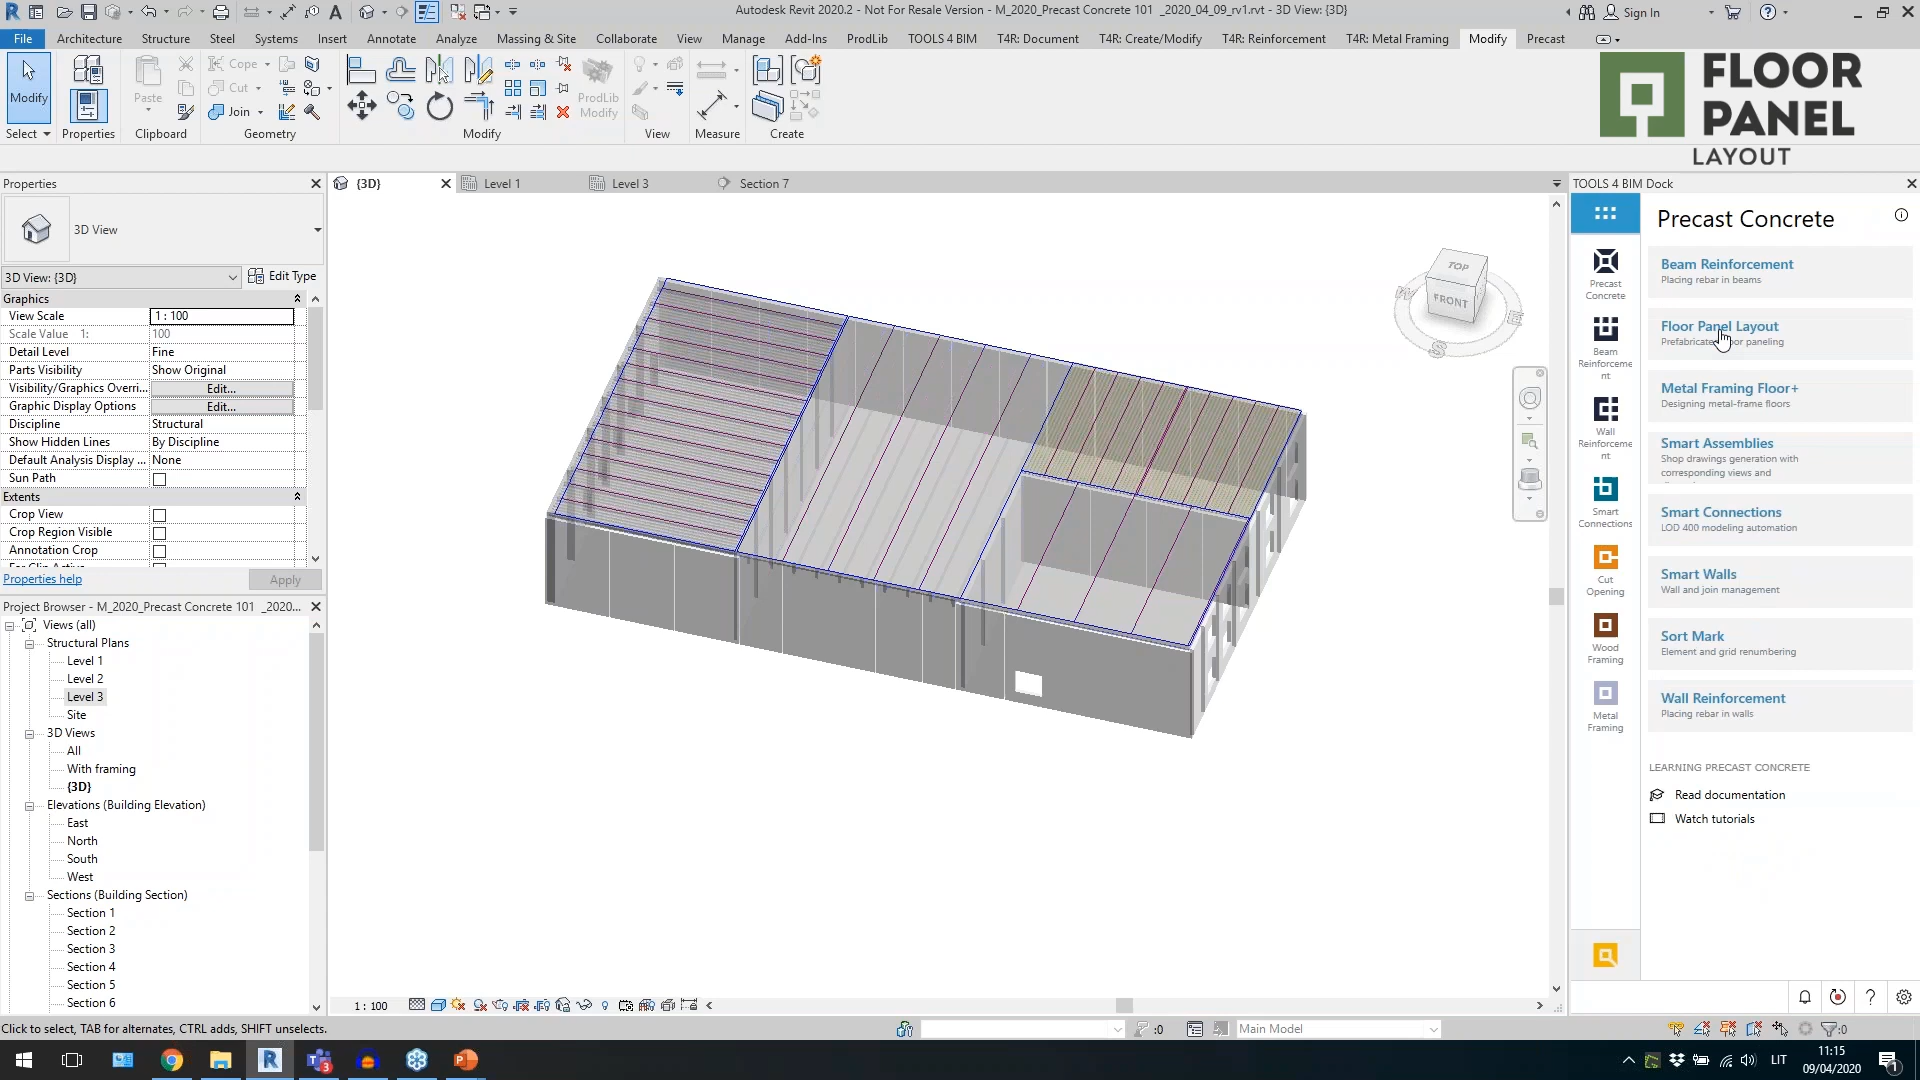 Autodesk Revit 2020.2 - Not For Resale Version - M_2020_Precast Concrete 101 _2020_04_09_rv1.rvt - 3D View: {3D}
Sign In
File Architecture Structure Steel Systems Insert Annotate Analyze Massing & Site Collaborate View Manage Add-Ins ProdLib TOOLS 4 BIM T4R: Document T4R: Create/Modify T4R: Reinforcement T4R: Metal Framing Modify Precast
Modify
Paste
Cope
Cut
Join
ProdLib
Modify
Select Properties Clipboard Geometry Modify View Measure Create
FLOOR
PANEL
LAYOUT
Properties
3D View
3D View: {3D}
Edit Type
Graphics
View Scale 1 : 100
Scale Value 1: 100
Detail Level Fine
Parts Visibility Show Original
Visibility/Graphics Overri... Edit...
Graphic Display Options Edit...
Discipline Structural
Show Hidden Lines By Discipline
Default Analysis Display ... None
Sun Path
Extents
Crop View
Crop Region Visible
Annotation Crop
Properties help
Apply
Project Browser - M_2020_Precast Concrete 101 _2020...
Views (all)
Structural Plans
Level 1
Level 2
Level 3
Site
3D Views
All
With framing
{3D}
Elevations (Building Elevation)
East
North
South
West
Sections (Building Section)
Section 1
Section 2
Section 3
Section 4
Section 5
Section 6
{3D}
Level 1
Level 3
Section 7
TOP
FRONT
W
S
E
1 : 100
TOOLS 4 BIM Dock
Precast
Concrete
Beam
Reinforceme
nt
Wall
Reinforceme
nt
Smart
Connections
Cut
Opening
Wood
Framing
Metal
Framing
Precast Concrete
Beam Reinforcement
Placing rebar in beams
Floor Panel Layout
Prefabricate
or paneling
Metal Framing Floor+
Designing metal-frame floors
Smart Assemblies
Shop drawings generation with
corresponding views and
Smart Connections
LOD 400 modeling automation
Smart Walls
Wall and join management
Sort Mark
Element and grid renumbering
Wall Reinforcement
Placing rebar in walls
LEARNING PRECAST CONCRETE
Read documentation
Watch tutorials
Click to select, TAB for alternates, CTRL adds, SHIFT unselects.
:0
Main Model
:0
3
LIT
11:15
09/04/2020
1